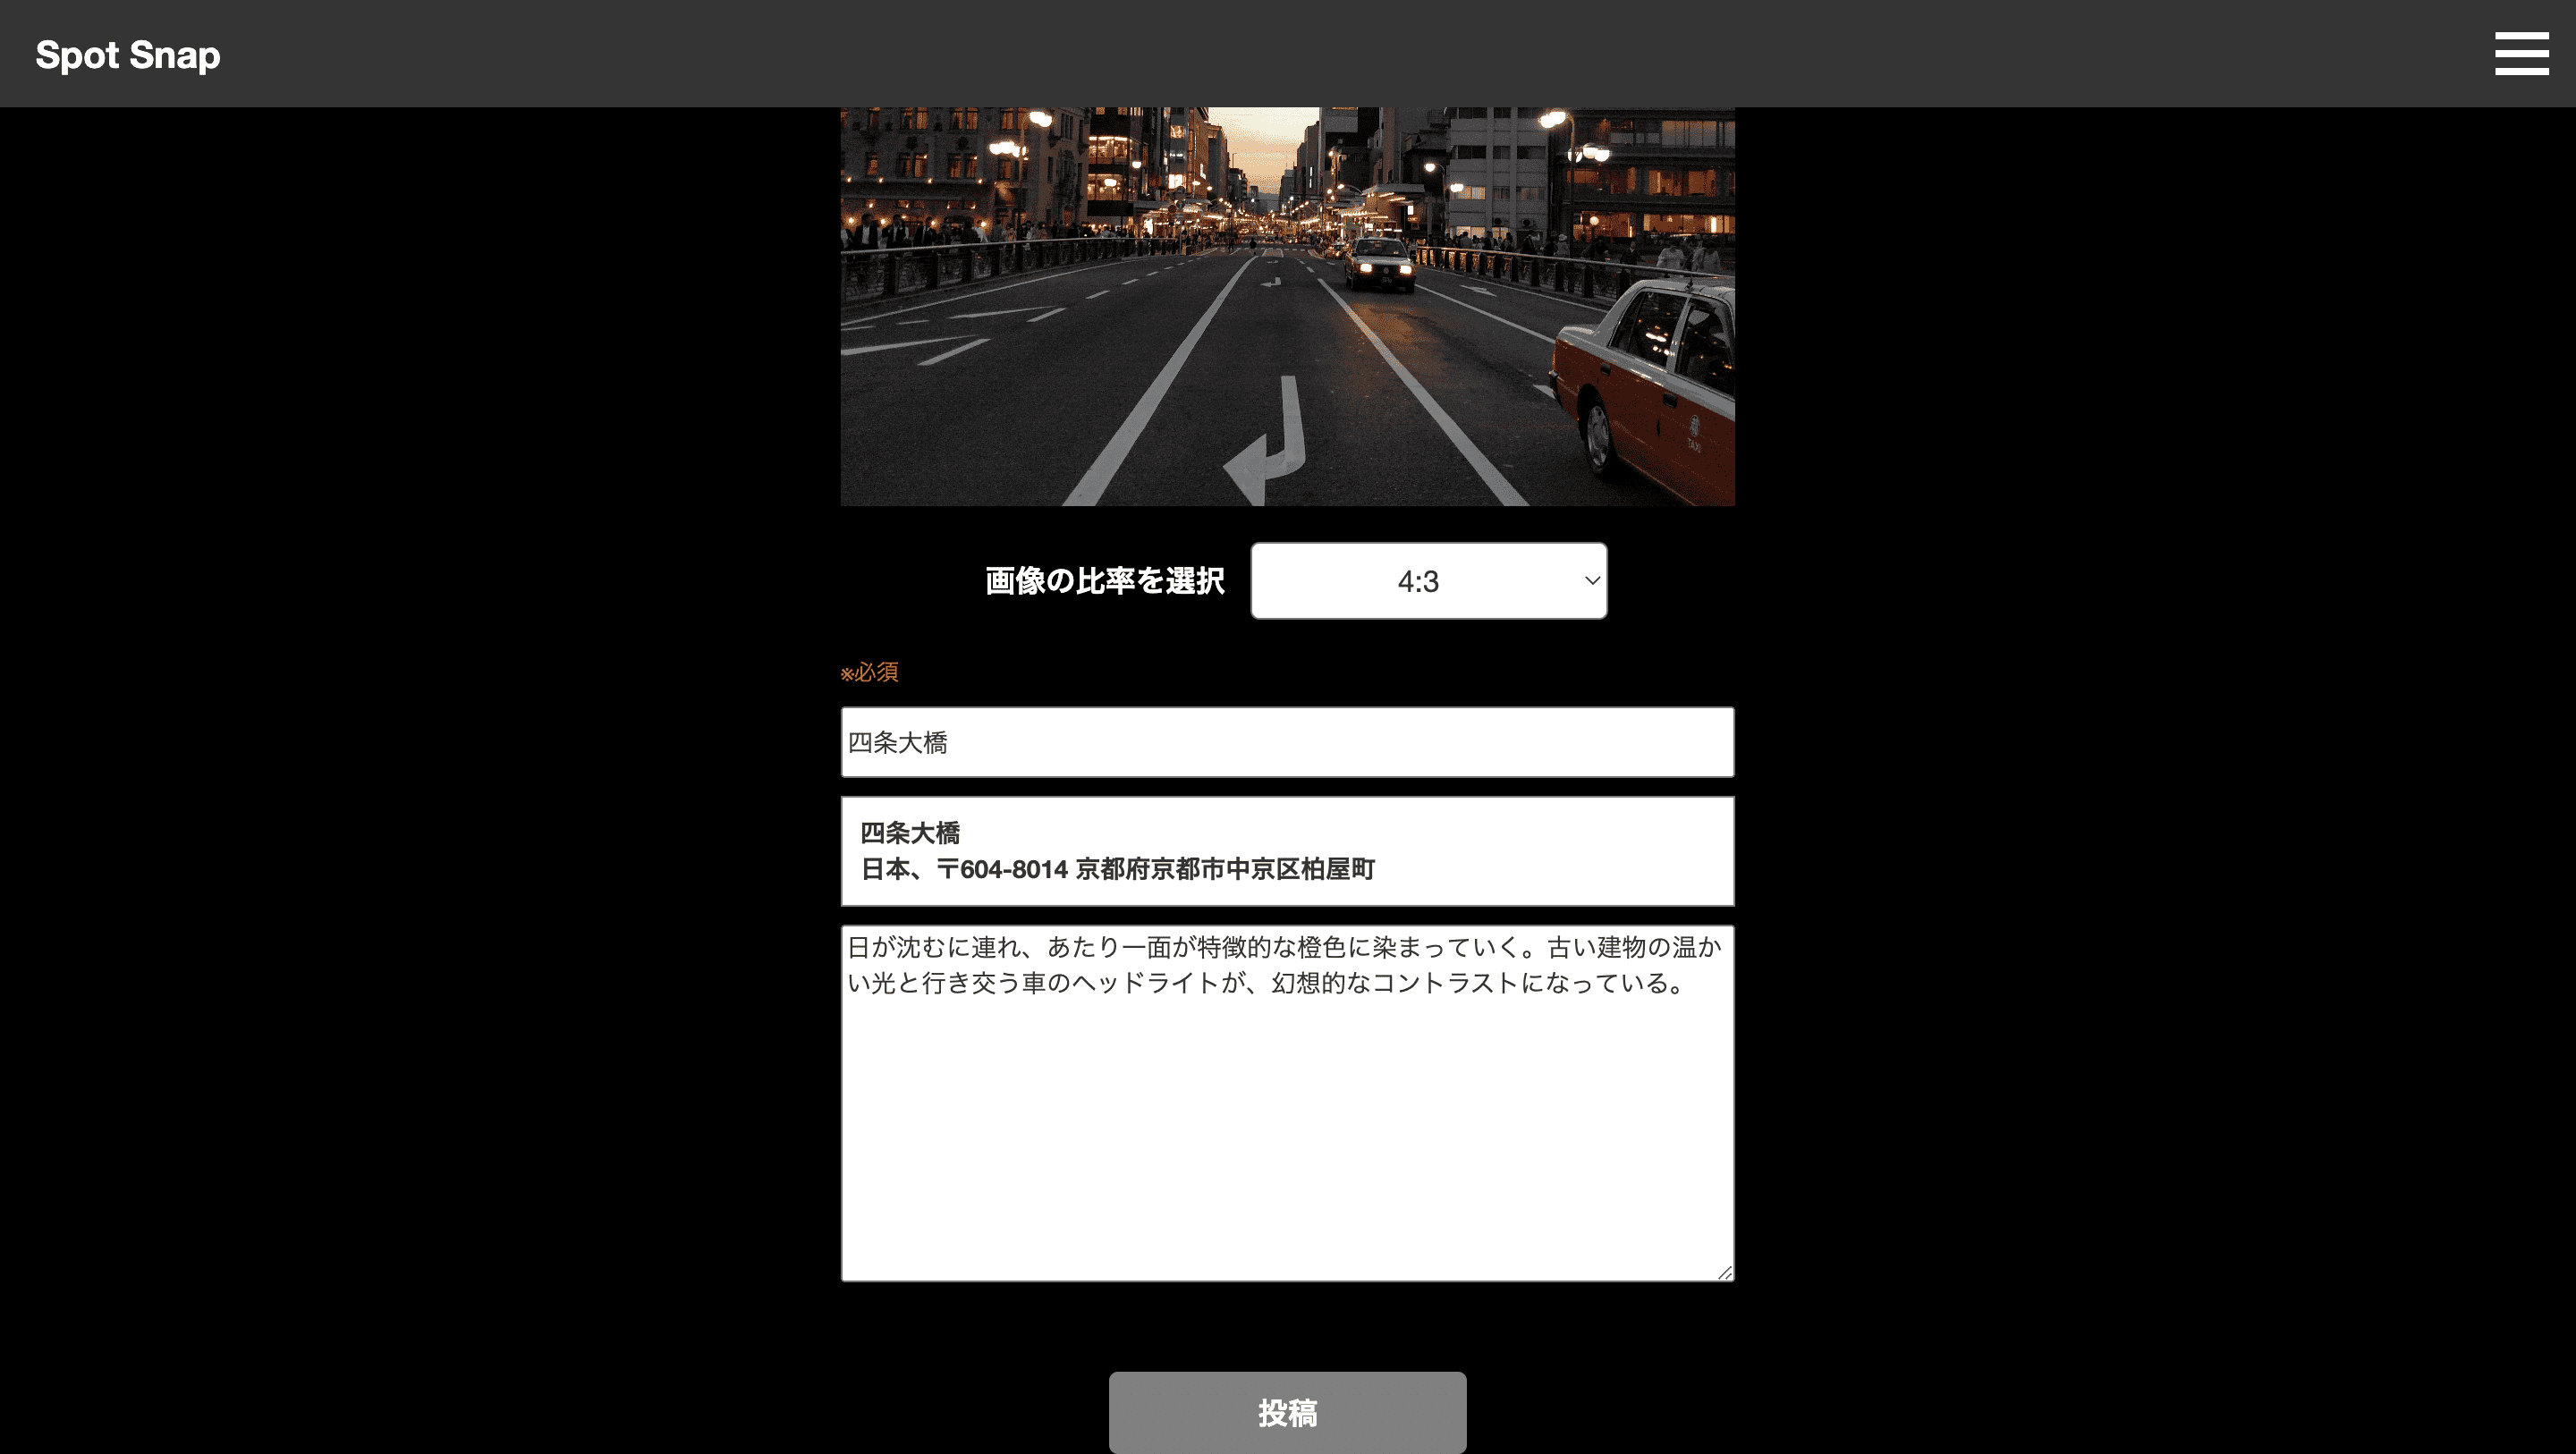 Spot Snap
TAXI
画像の比率を選択
4:3
※必須
四条大橋
四条大橋
日本、〒604-8014 京都府京都市中京区柏屋町
日が沈むに連れ、あたり一面が特徴的な橙色に染まっていく。古い建物の温か
い光と行き交う車のヘッドライトが、幻想的なコントラストになっている。
投稿